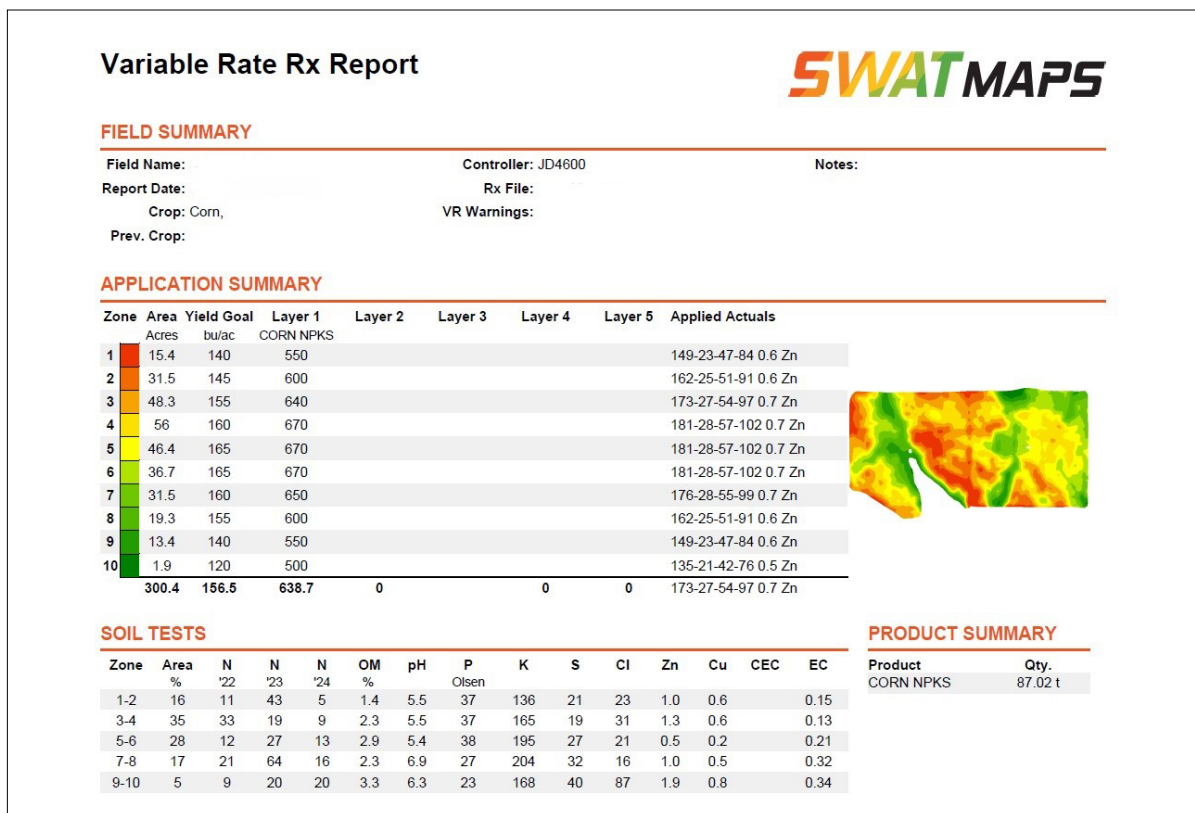 Variable Rate Rx Report
SWATMAPS
FIELD SUMMARY
Field Name: Controller: JD4600 Notes:
Report Date: Rx File:
Crop: Corn, VR Warnings:
Prev. Crop:
APPLICATION SUMMARY
Zone Area Yield Goal Layer 1 Layer 2 Layer 3 Layer 4 Layer 5 Applied Actuals
Acres bu/ac CORN NPKS
1 15.4 140 550 149-23-47-84 0.6 Zn
2 31.5 145 600 162-25-51-91 0.6 Zn
3 48.3 155 640 173-27-54-97 0.7 Zn
4 56 160 670 181-28-57-102 0.7 Zn
5 46.4 165 670 181-28-57-102 0.7 Zn
6 36.7 165 670 181-28-57-102 0.7 Zn
7 31.5 160 650 176-28-55-99 0.7 Zn
8 19.3 155 600 162-25-51-91 0.6 Zn
9 13.4 140 550 149-23-47-84 0.6 Zn
10 1.9 120 500 135-21-42-76 0.5 Zn
300.4 156.5 638.7 0 0 0 173-27-54-97 0.7 Zn
SOIL TESTS
Zone Area N N N OM pH P K S Cl Zn Cu CEC EC
% '22 '23 '24 % Olsen
1-2 16 11 43 5 1.4 5.5 37 136 21 23 1.0 0.6 0.15
3-4 35 33 19 9 2.3 5.5 37 165 19 31 1.3 0.6 0.13
5-6 28 12 27 13 2.9 5.4 38 195 27 21 0.5 0.2 0.21
7-8 17 21 64 16 2.3 6.9 27 204 32 16 1.0 0.5 0.32
9-10 5 9 20 20 3.3 6.3 23 168 40 87 1.9 0.8 0.34
PRODUCT SUMMARY
Product Qty.
CORN NPKS 87.02 t